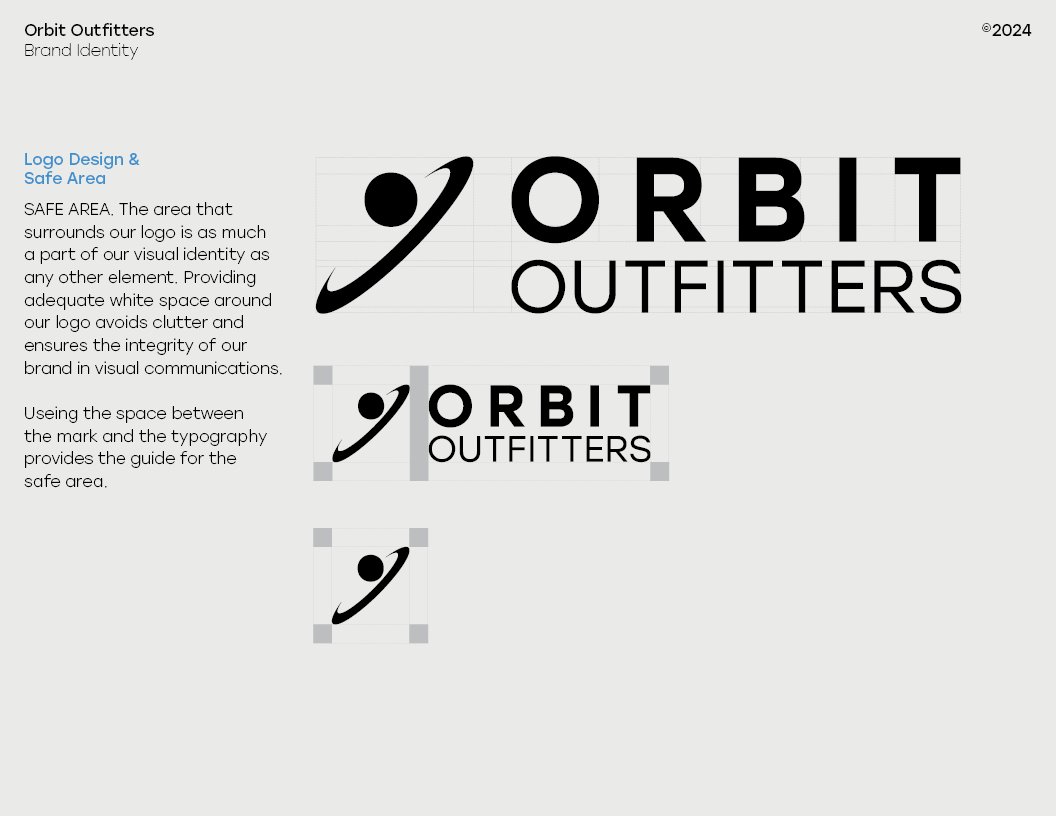 Orbit Outfitters
Brand Identity
©2024
Logo Design &
Safe Area
SAFE AREA. The area that
surrounds our logo is as much
a part of our visual identity as
any other element. Providing
adequate white space around
our logo avoids clutter and
ensures the integrity of our
brand in visual communications.
Useing the space between
the mark and the typography
provides the guide for the
safe area.
ORBIT
OUTFITTERS
ORBIT
OUTFITTERS